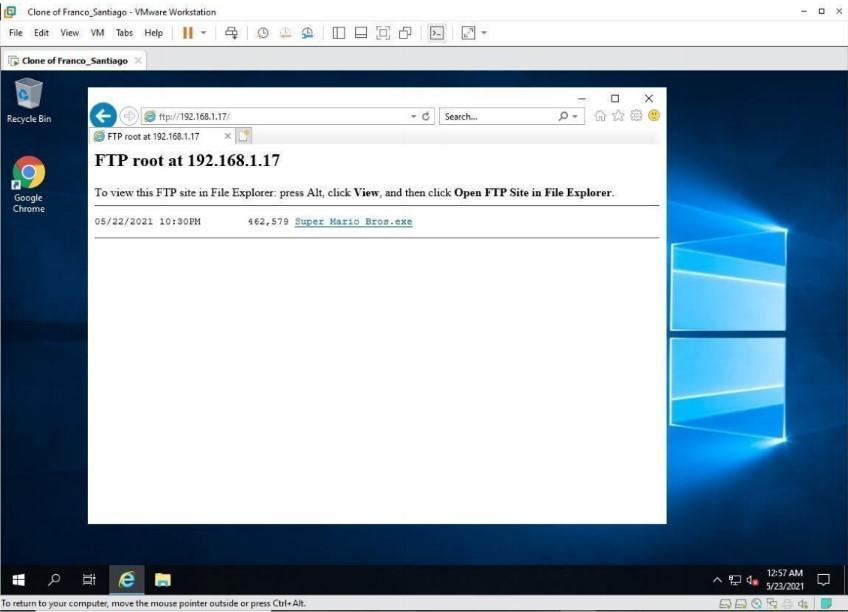 Clone of Franco_Santiago - VMware Workstation
File Edit View VM Tabs Help
Clone of Franco_Santiago
Recycle Bin
ftp://192.168.1.17/
Search...
FTP root at 192.168.1.17
Google
Chrome
FTP root at 192.168.1.17
To view this FTP site in File Explorer: press Alt, click View, and then click Open FTP Site in File Explorer.
05/22/2021 10:30PM 462,579 Super Mario Bros.exe
12:57 AM
5/23/2021
To return to your computer, move the mouse pointer outside or press Ctrl+Alt.